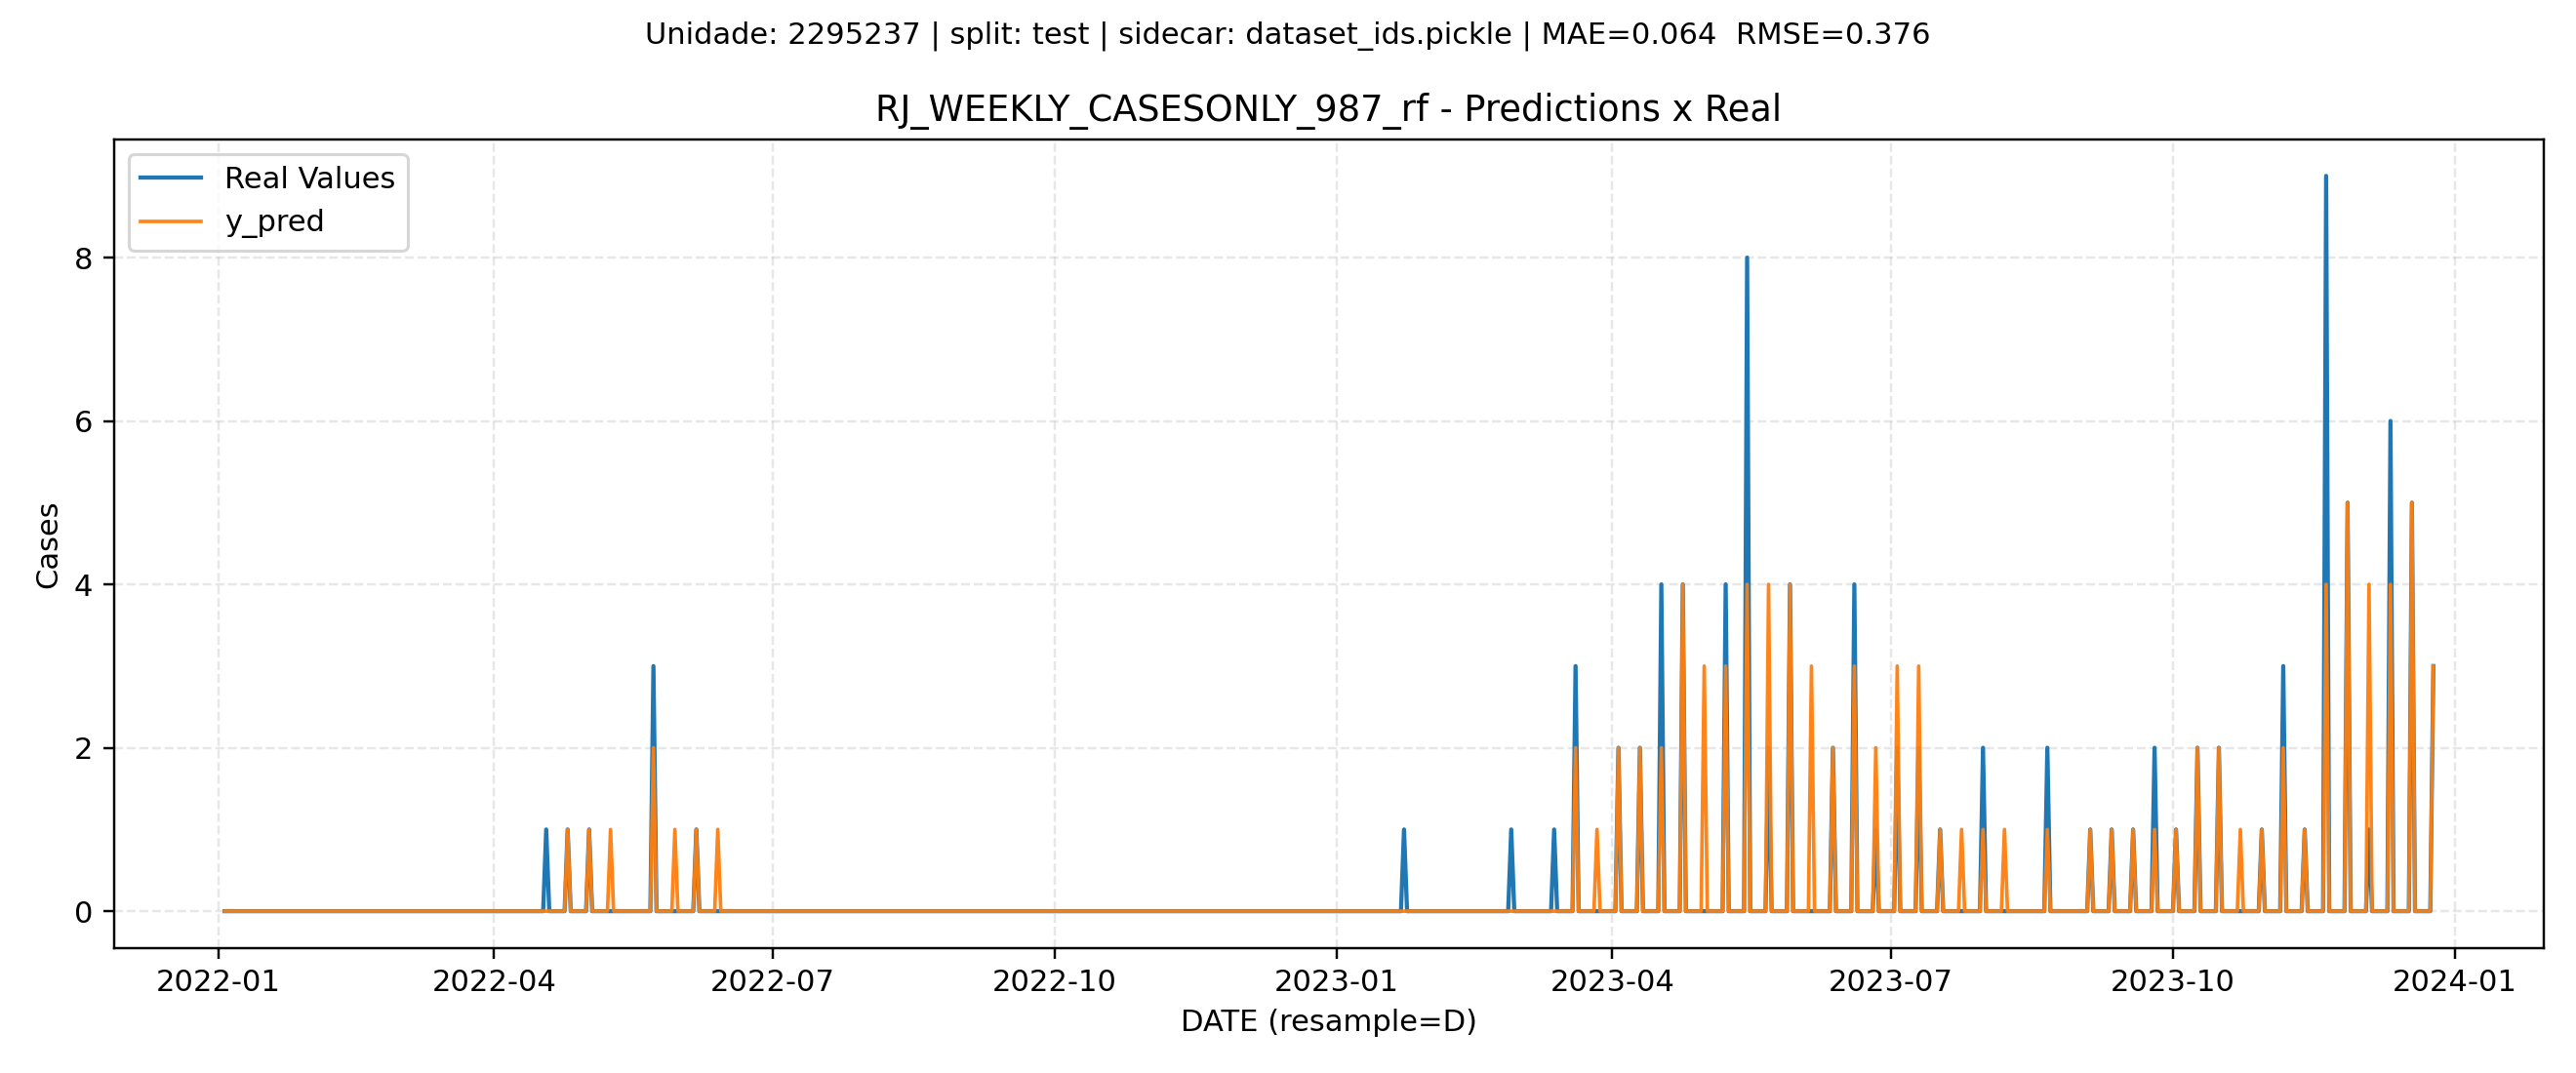 Unidade: 2295237 | split: test | sidecar: dataset_ids.pickle | MAE=0.064  RMSE=0.376
RJ_WEEKLY_CASESONLY_987_rf - Predictions x Real
Real Values
y_pred
Cases
8
6
4
2
0
2022-01 2022-04 2022-07 2022-10 2023-01 2023-04 2023-07 2023-10 2024-01
DATE (resample=D)